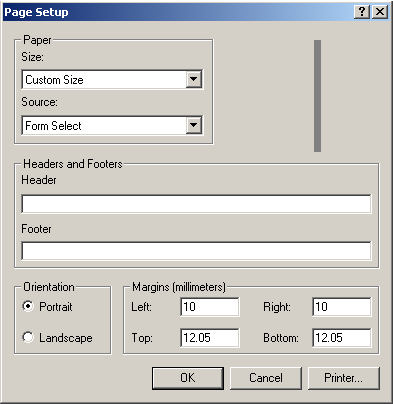 Page Setup
Paper
Size:
Custom Size
Source:
Form Select
Headers and Footers
Header
Footer
Orientation
Portrait
Landscape
Margins (millimeters)
Left: 10 Right: 10
Top: 12.05 Bottom: 12.05
OK Cancel Printer...